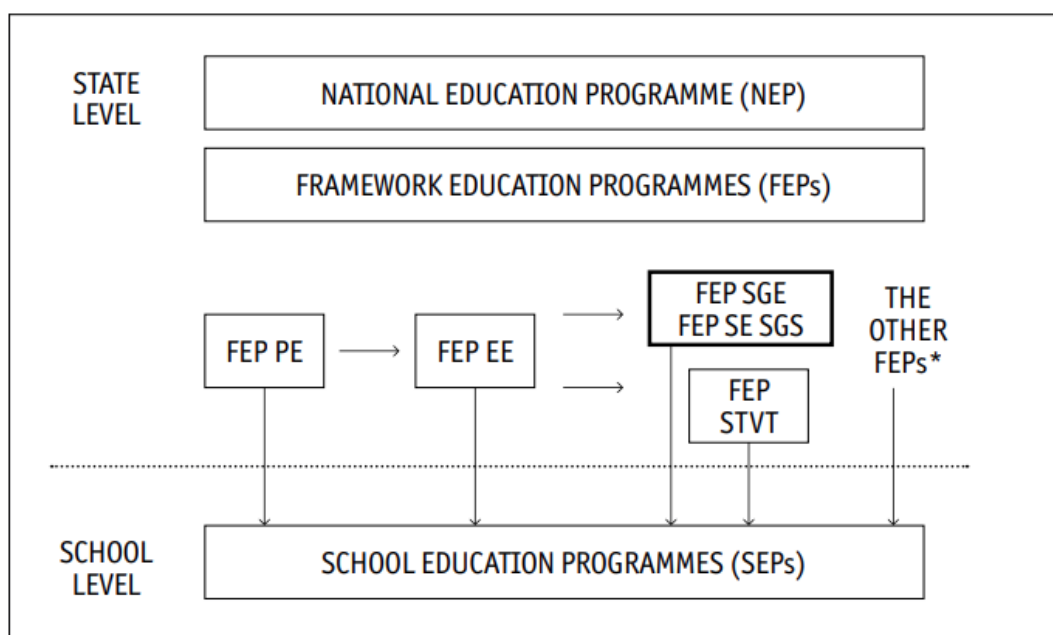 STATE
LEVEL
NATIONAL EDUCATION PROGRAMME (NEP)
FRAMEWORK EDUCATION PROGRAMMES (FEPs)
FEP PE
FEP EE
FEP SGE
FEP SE SGS
FEP
STVT
THE
OTHER
FEPs*
SCHOOL
LEVEL
SCHOOL EDUCATION PROGRAMMES (SEPs)